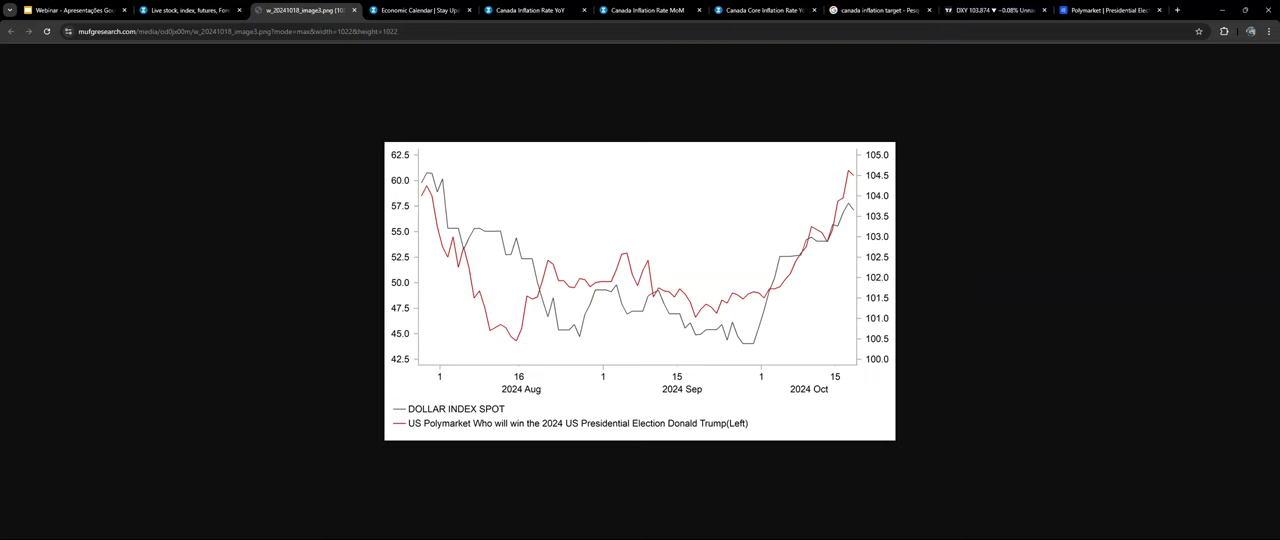 Webinar - Apresentações Go
Live stock, index, futures, For
w_20241018_image3.png (10
Economic Calendar | Stay Up
Canada Inflation Rate YoY
Canada Inflation Rate MoM
Canada Core Inflation Rate Yo
canada inflation target - Pesq
DXY 103.874 ▼ −0.08% Unna
Polymarket | Presidential Elec
mufgresearch.com/media/od0jx00m/w_20241018_image3.png?mode=max&width=1022&height=1022
62.5 105.0
60.0 104.5
57.5 104.0
55.0 103.5
52.5 103.0
50.0 102.5
47.5 102.0
45.0 101.5
42.5 101.0
100.5
100.0
1 16 1 15 1 15
2024 Aug 2024 Sep 2024 Oct
DOLLAR INDEX SPOT
US Polymarket Who will win the 2024 US Presidential Election Donald Trump(Left)